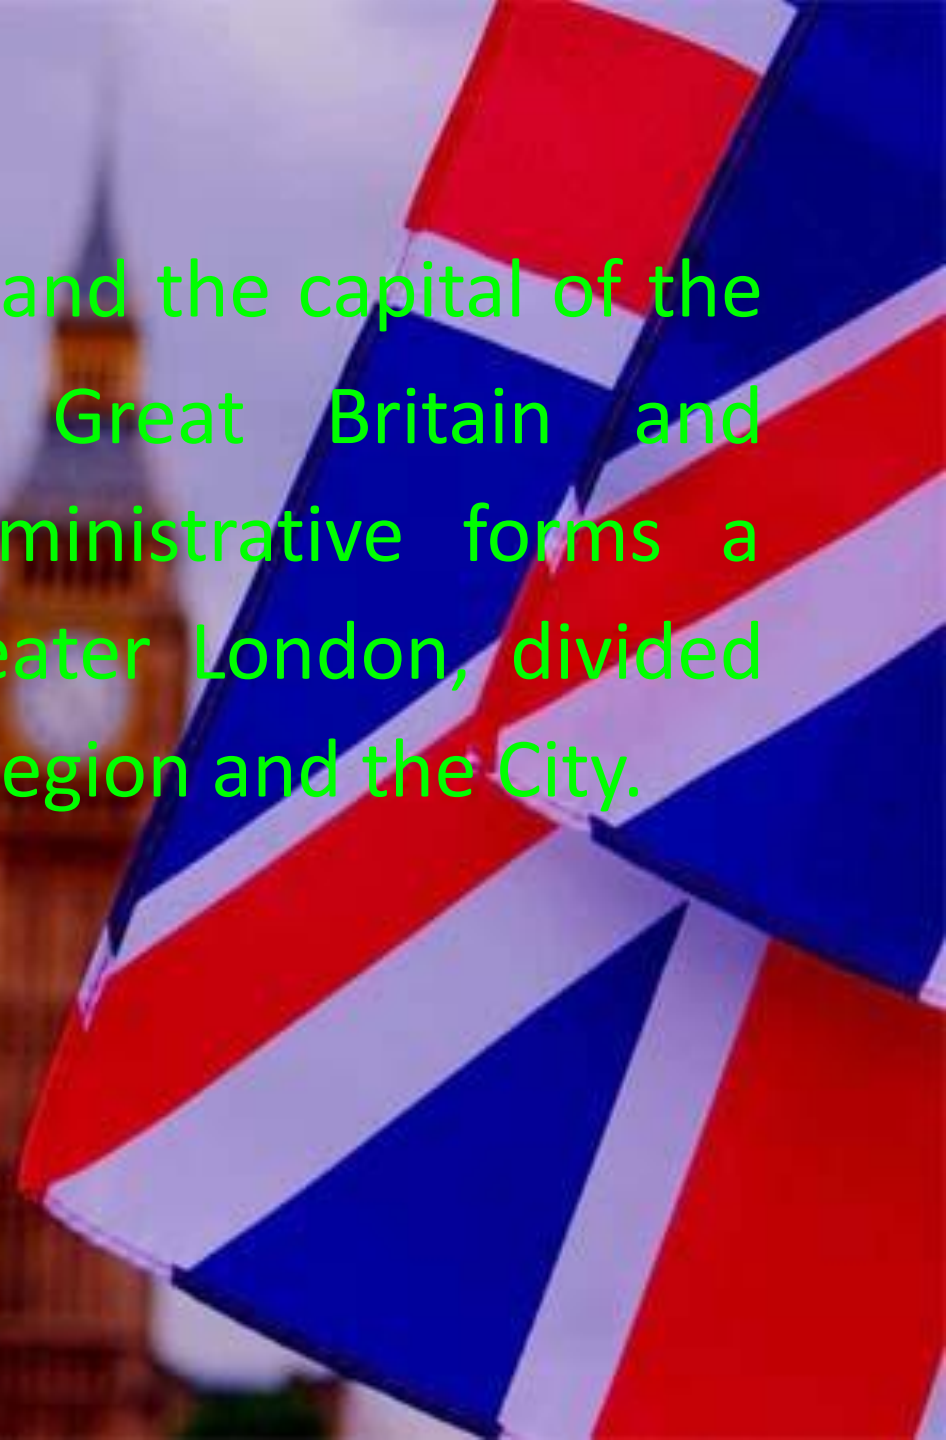 and the capital of the
Great Britain and
ministrative forms a
eater London, divided
egion and the City.